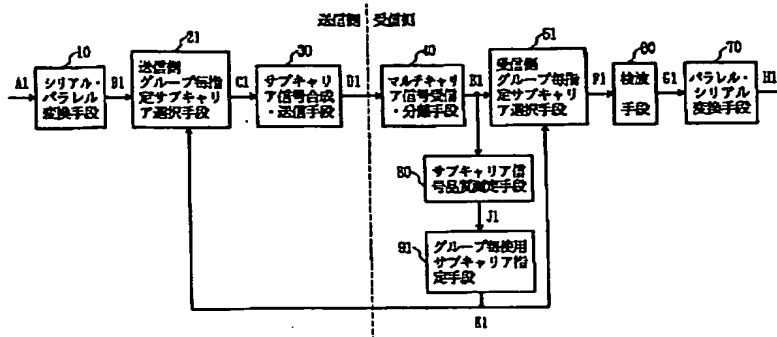 送信側 受信側
10
21
30
40
51
60
70
A1
シリアル・
パラレル
変換手段
B1
送信側
グループ毎指
定サブキャリ
ア選択手段
C1
サブキャリ
ア信号合成
・送信手段
D1
マルチキャリ
ア信号受信
・分離手段
E1
受信側
グループ毎指
定サブキャリ
ア選択手段
F1
検波
手段
G1
パラレル・
シリアル
変換手段
H1
80
サブキャリア信
号品質測定手段
J1
91
グループ毎使用
サブキャリア指
定手段
K1